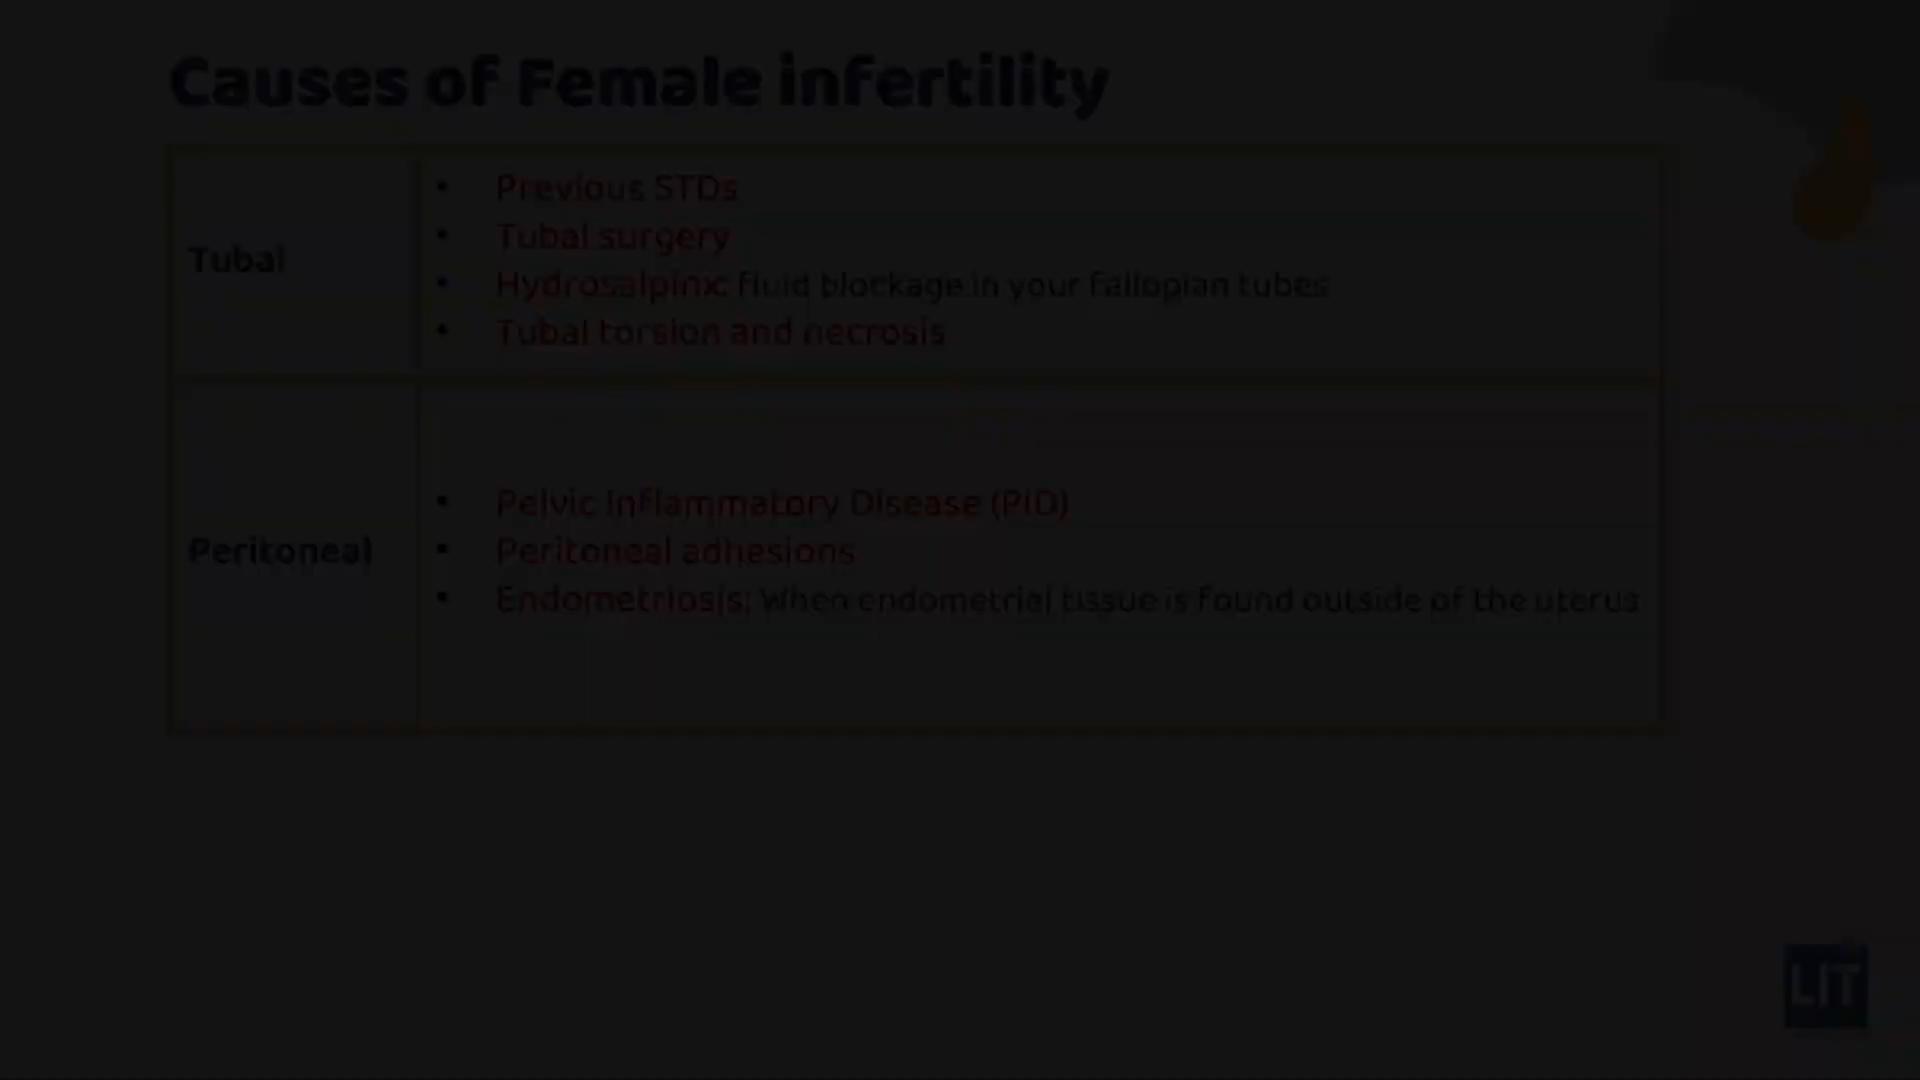 Causes of Female infertility
Tubal
• Previous STDs
• Tubal surgery
• Hydrosalpinx: fluid blockage in your fallopian tubes
• Tubal torsion and necrosis
Peritoneal
• Pelvic Inflammatory Disease (PID)
• Peritoneal adhesions
• Endometriosis: When endometrial tissue is found outside of the uterus
LIT